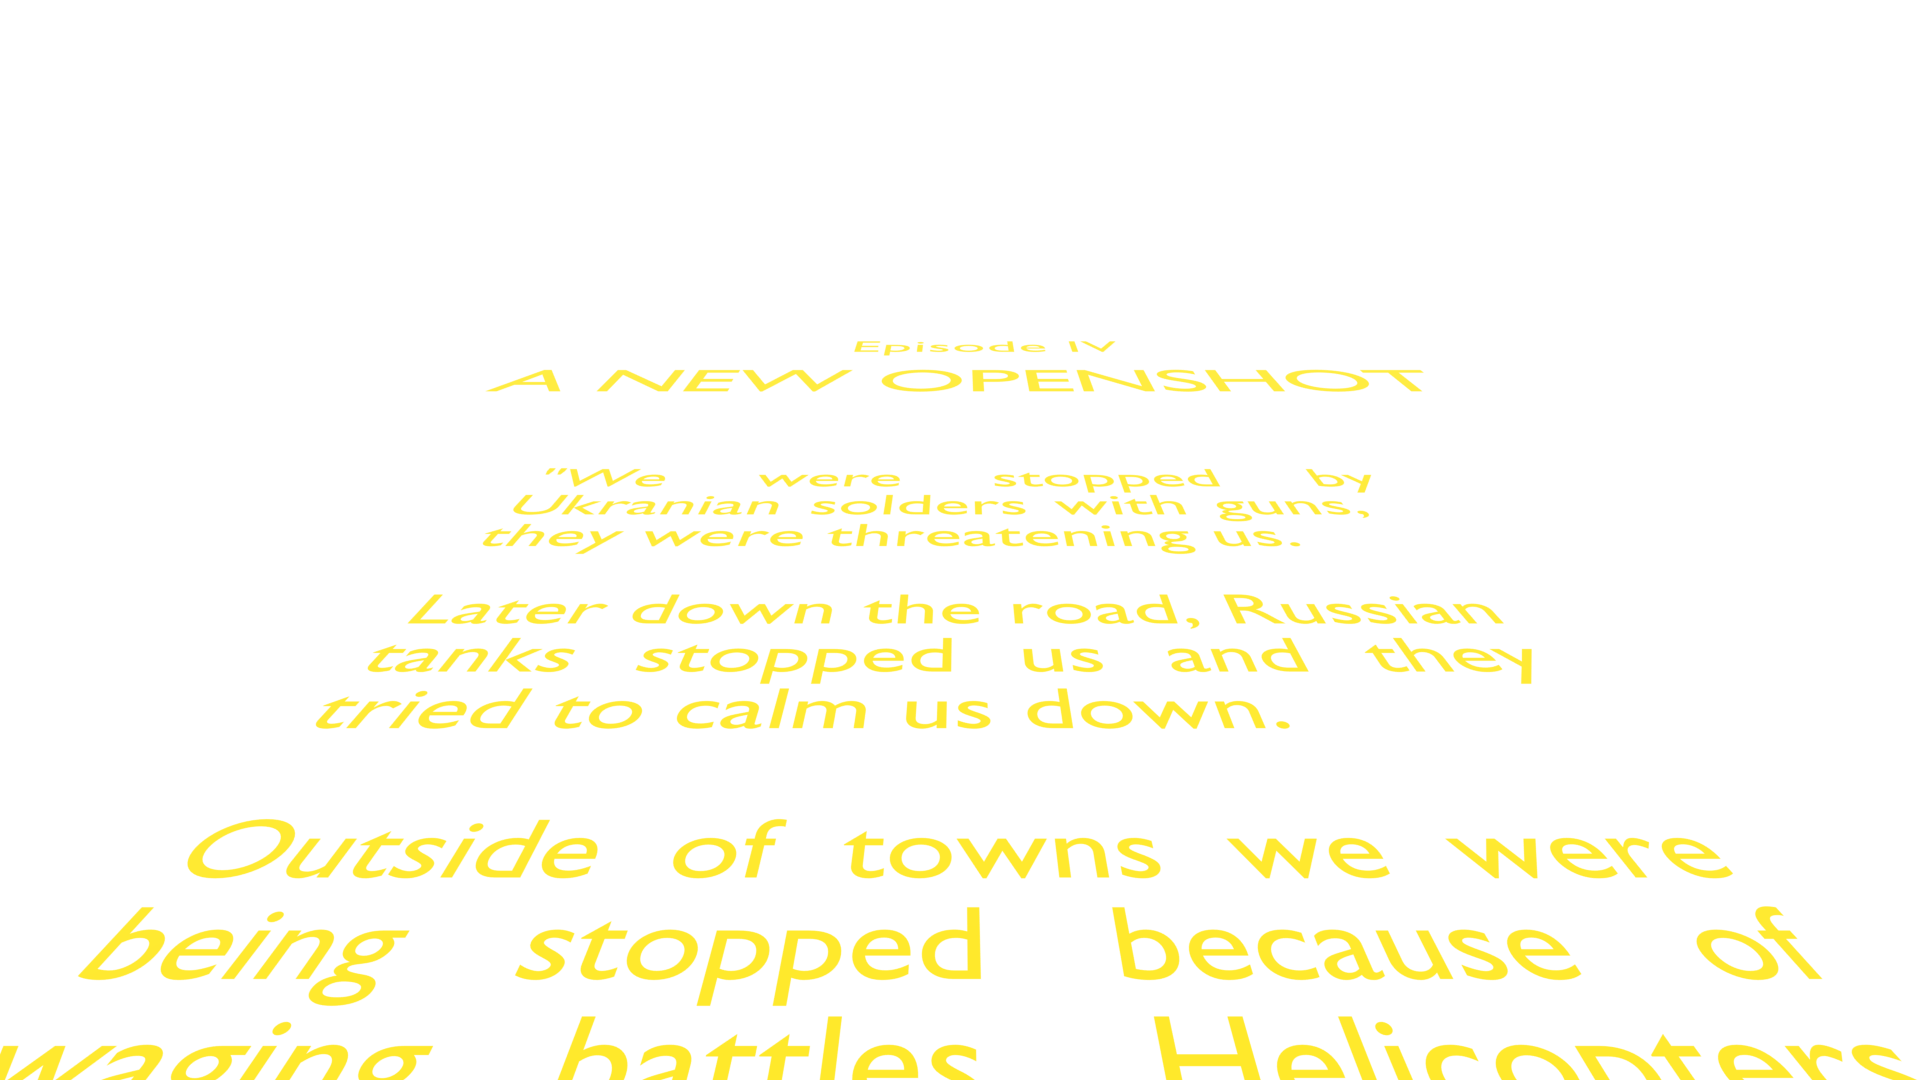 Episode IV
A NEW OPENSHOT
"We were stopped by
Ukranian solders with guns,
they were threatening us.
Later down the road, Russian
tanks stopped us and they
tried to calm us down.
Outside of towns we were
being stopped because of
waging battles Helicopters